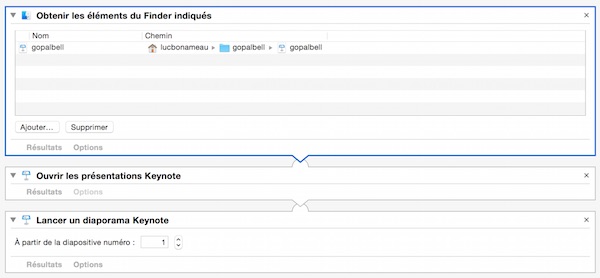 Obtenir les éléments du Finder indiqués
Nom Chemin
gopalbell lucbonameau gopalbell gopalbell
Ajouter... Supprimer
Résultats Options
Ouvrir les présentations Keynote
Résultats Options
Lancer un diaporama Keynote
À partir de la diapositive numéro : 1
Résultats Options